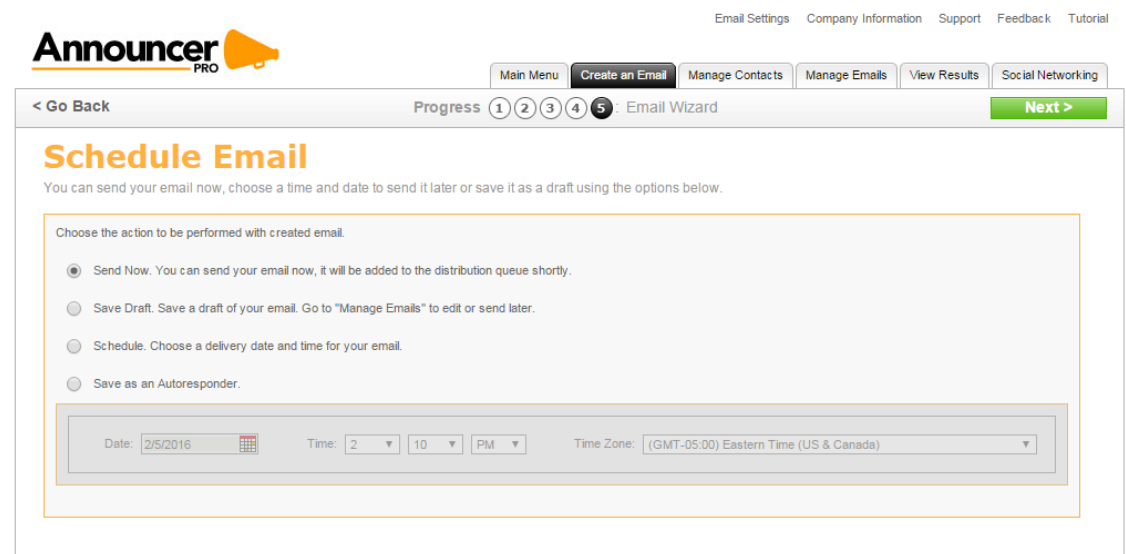 Email Settings Company Information Support Feedback Tutorial
Announcer
PRO
Main Menu Create an Email Manage Contacts Manage Emails View Results Social Networking
< Go Back Progress 1 2 3 4 5 : Email Wizard Next >
Schedule Email
You can send your email now, choose a time and date to send it later or save it as a draft using the options below.
Choose the action to be performed with created email.
Send Now. You can send your email now, it will be added to the distribution queue shortly.
Save Draft. Save a draft of your email. Go to "Manage Emails" to edit or send later.
Schedule. Choose a delivery date and time for your email.
Save as an Autoresponder.
Date: 2/5/2016 Time: 2 10 PM Time Zone: (GMT-05:00) Eastern Time (US & Canada)